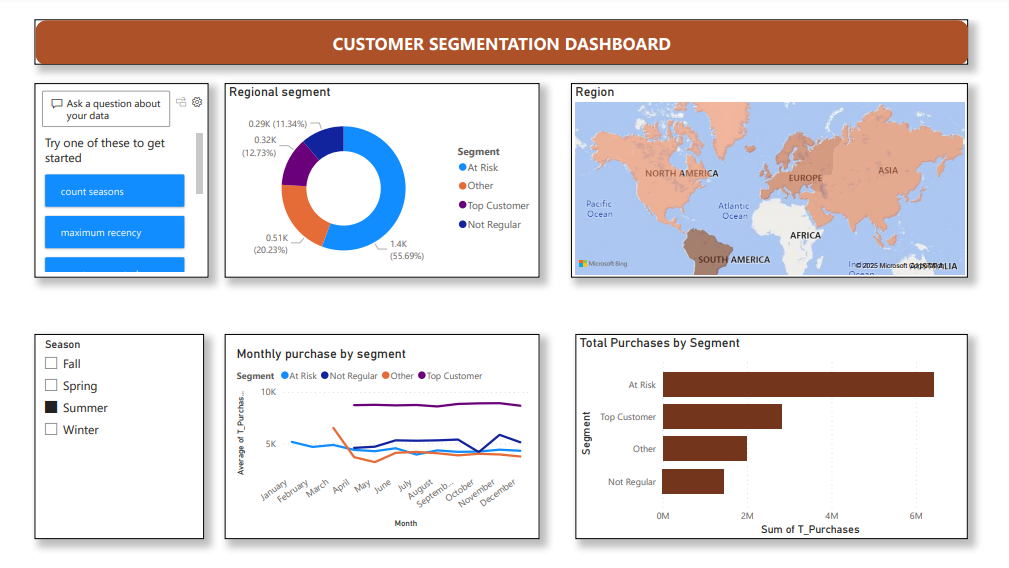 CUSTOMER SEGMENTATION DASHBOARD
Ask a question about
your data
Try one of these to get
started
count seasons
maximum recency
Regional segment
0.29K (11.34%)
0.32K
(12.73%)
0.51K
(20.23%)
1.4K
(55.69%)
Segment
At Risk
Other
Top Customer
Not Regular
Region
NORTH AMERICA
EUROPE
ASIA
Pacific
Ocean
Atlantic
Ocean
AFRICA
SOUTH AMERICA
Microsoft Bing
© 2025 Microsoft
Season
Fall
Spring
Summer
Winter
Monthly purchase by segment
Segment At Risk Not Regular Other Top Customer
Average of T_Purchas...
10K
5K
January
February
March
April
May
June
July
August
Septemb...
October
November
December
Month
Total Purchases by Segment
Segment
At Risk
Top Customer
Other
Not Regular
0M 2M 4M 6M
Sum of T_Purchases